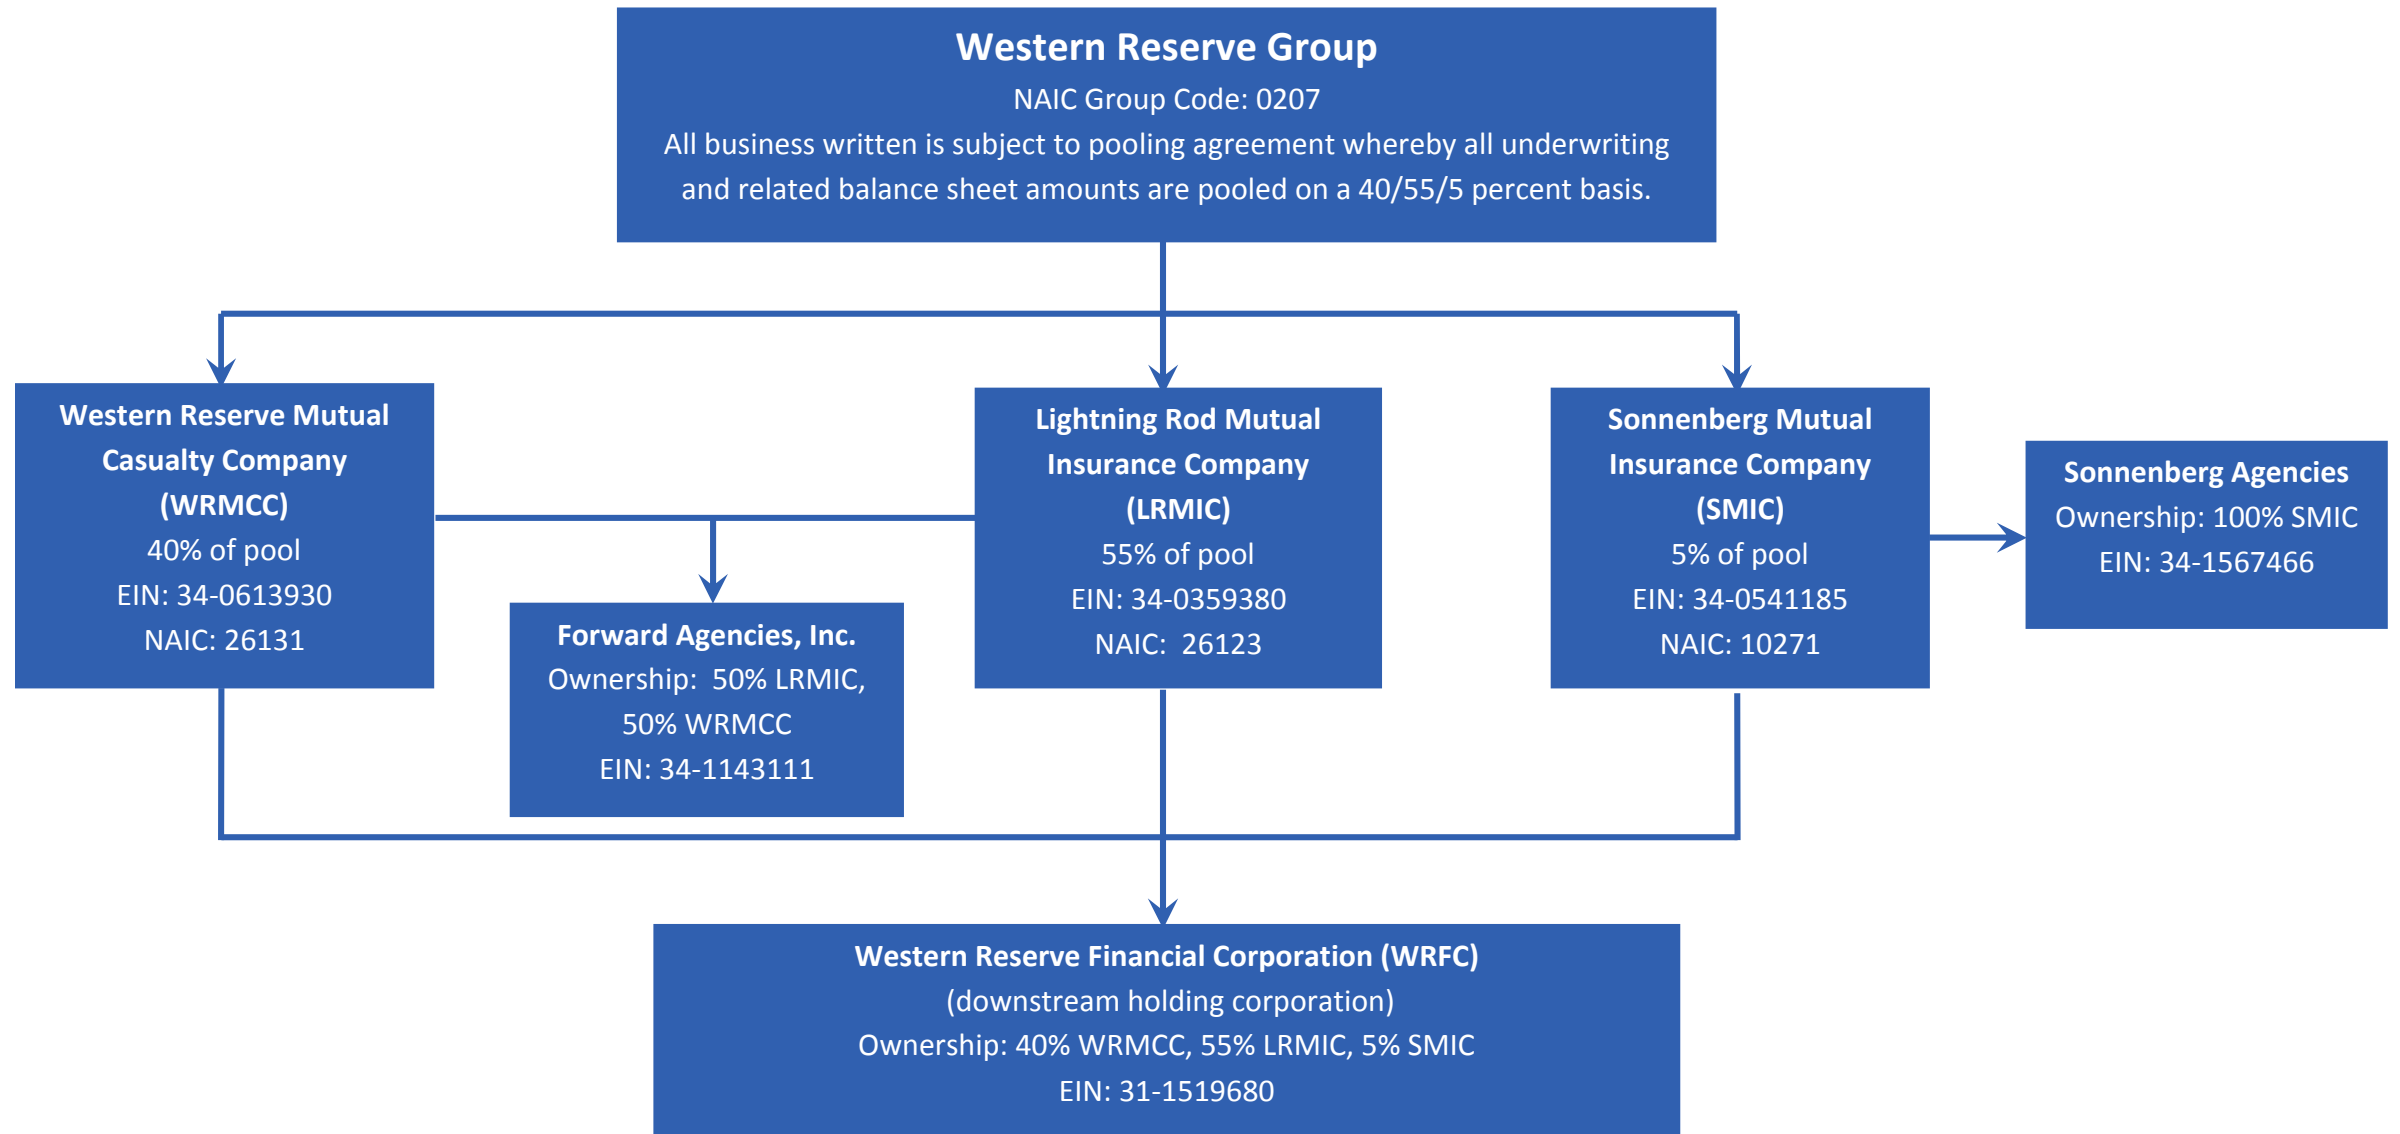 Western Reserve Group
NAIC Group Code: 0207
All business written is subject to pooling agreement whereby all underwriting
and related balance sheet amounts are pooled on a 40/55/5 percent basis.
Western Reserve Mutual
Casualty Company
(WRMCC)
40% of pool
EIN: 34-0613930
NAIC: 26131
Forward Agencies, Inc.
Ownership:  50% LRMIC,
50% WRMCC
EIN: 34-1143111
Lightning Rod Mutual
Insurance Company
(LRMIC)
55% of pool
EIN: 34-0359380
NAIC:  26123
Sonnenberg Mutual
Insurance Company
(SMIC)
5% of pool
EIN: 34-0541185
NAIC: 10271
Sonnenberg Agencies
Ownership: 100% SMIC
EIN: 34-1567466
Western Reserve Financial Corporation (WRFC)
(downstream holding corporation)
Ownership: 40% WRMCC, 55% LRMIC, 5% SMIC
EIN: 31-1519680